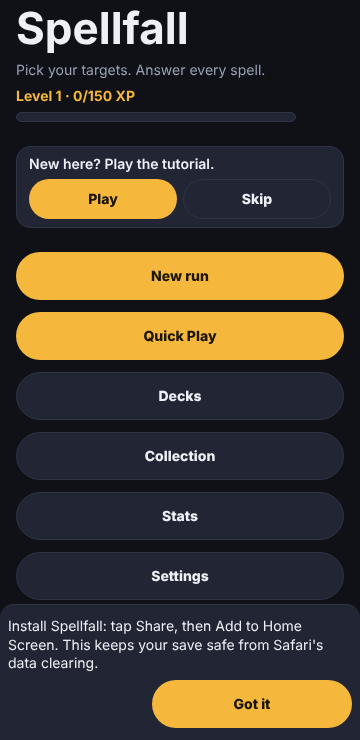 Spellfall
Pick your targets. Answer every spell.
Level 1 · 0/150 XP
New here? Play the tutorial.
Play
Skip
New run
Quick Play
Decks
Collection
Stats
Settings
Install Spellfall: tap Share, then Add to Home
Screen. This keeps your save safe from Safari's
data clearing.
Got it